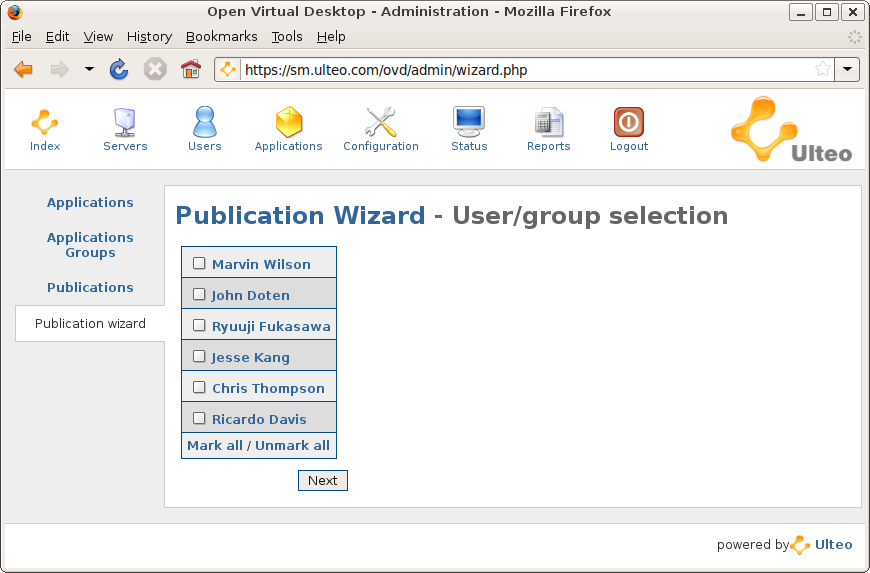 Open Virtual Desktop - Administration - Mozilla Firefox
File Edit View History Bookmarks Tools Help
https://sm.ulteo.com/ovd/admin/wizard.php
Index Servers Users Applications Configuration Status Reports Logout
Ulteo
Applications
Applications
Groups
Publications
Publication wizard
Publication Wizard - User/group selection
Marvin Wilson
John Doten
Ryuuji Fukasawa
Jesse Kang
Chris Thompson
Ricardo Davis
Mark all / Unmark all
Next
powered by Ulteo